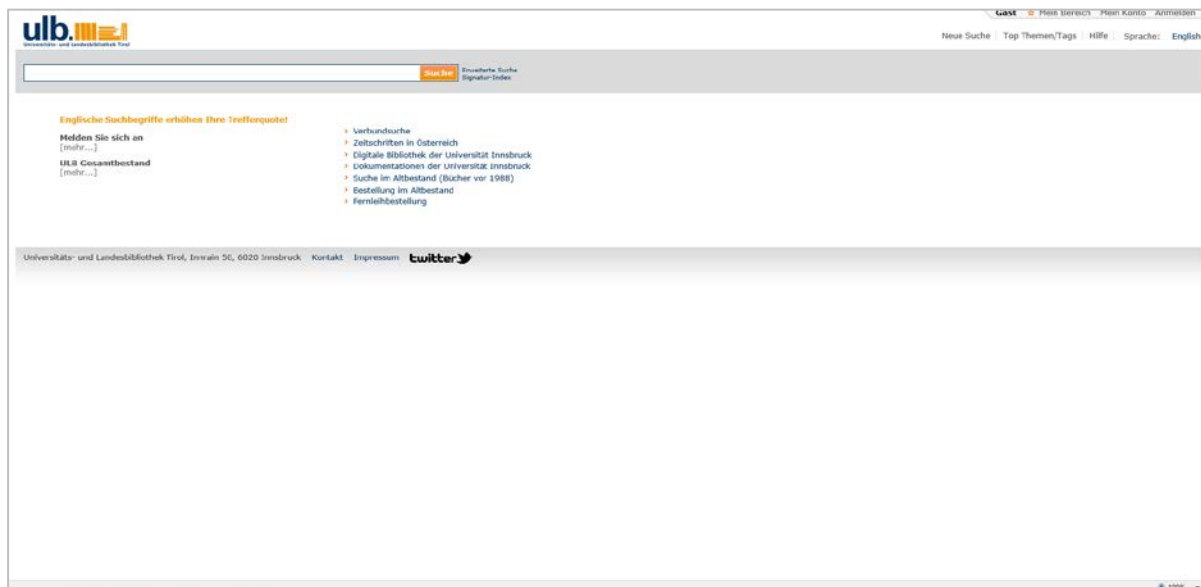 Gast Mein Bereich Mein Konto Anmelden
ulb.
Universitäts- und Landesbibliothek Tirol
Neue Suche Top Themen/Tags Hilfe Sprache: English
Suche
Erweiterte Suche
Signatur-Index
Englische Suchbegriffe erhöhen Ihre Trefferquote!
Melden Sie sich an
[mehr...]
ULB Gesamtbestand
[mehr...]
Verbundsuche
Zeitschriften in Österreich
Digitale Bibliothek der Universität Innsbruck
Dokumentationen der Universität Innsbruck
Suche im Altbestand (Bücher vor 1988)
Bestellung im Altbestand
Fernleihbestellung
Universitäts- und Landesbibliothek Tirol, Innrain 50, 6020 Innsbruck Kontakt Impressum twitter